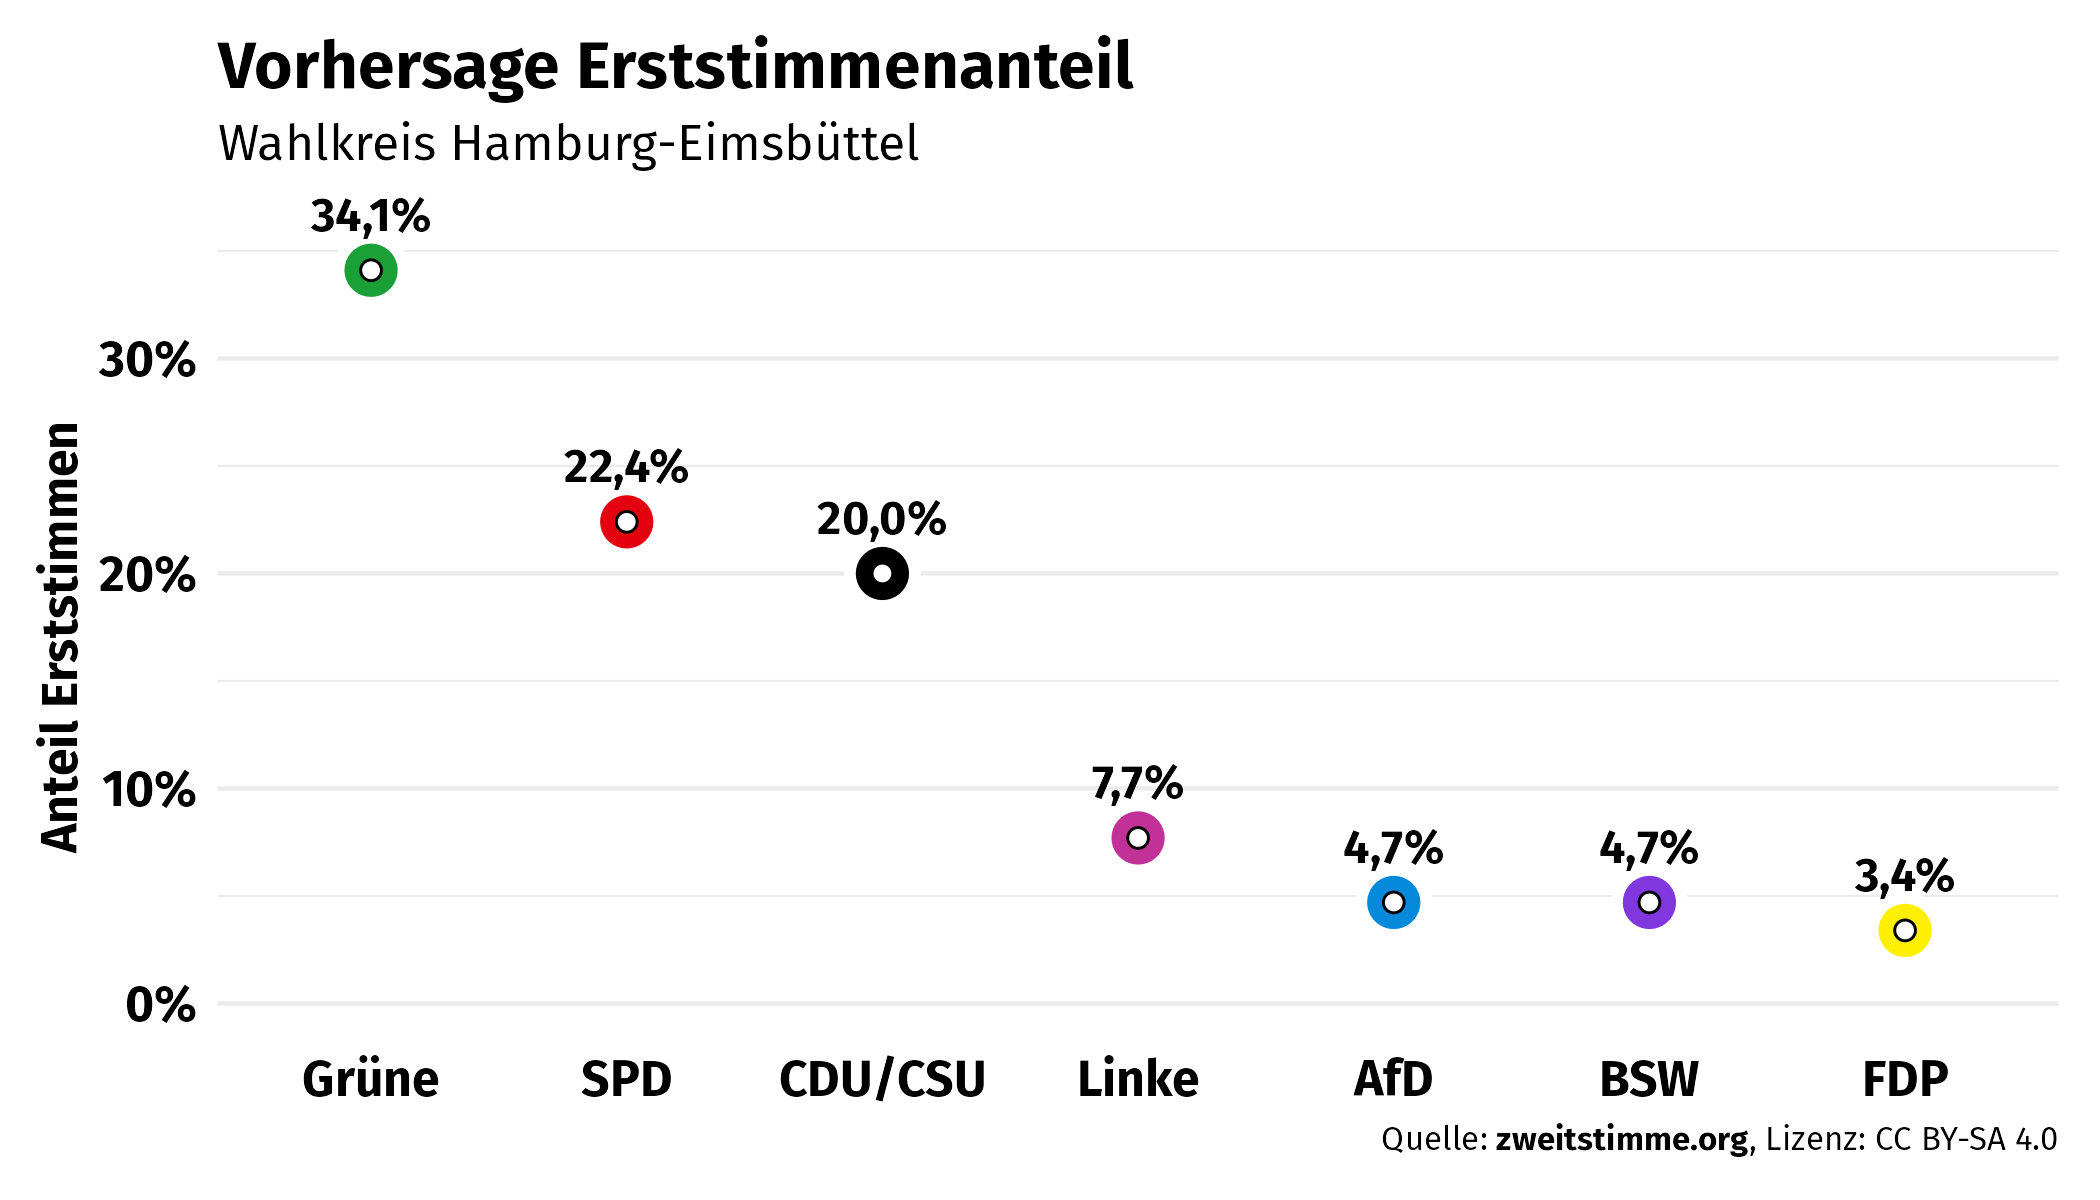 Vorhersage Erststimmenanteil
Wahlkreis Hamburg-Eimsbüttel
34,1%
30%
22,4%
20,0%
20%
Anteil Erststimmen
7,7%
10%
4,7%
4,7%
3,4%
0%
Grüne SPD CDU/CSU Linke AfD BSW FDP
Quelle: zweitstimme.org, Lizenz: CC BY-SA 4.0